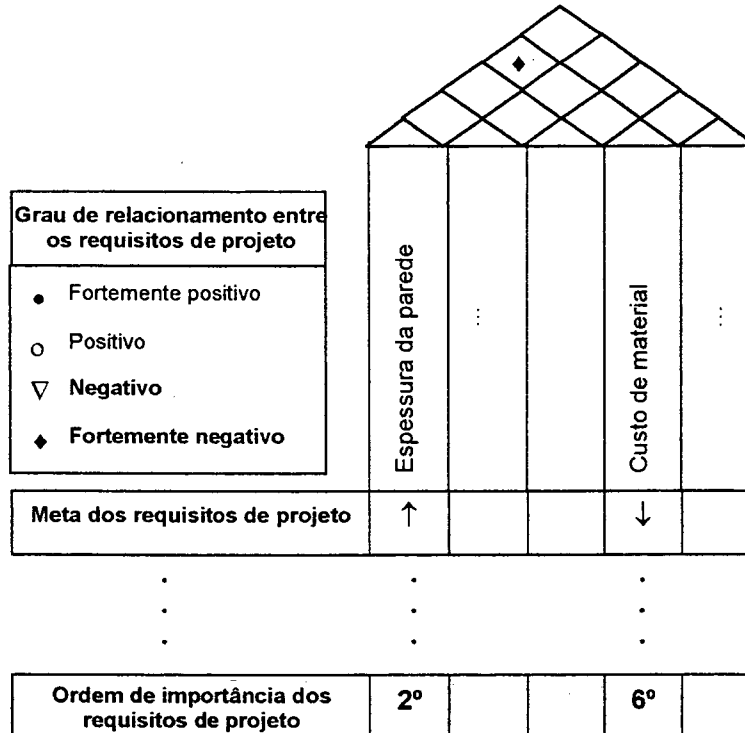 Grau de relacionamento entre
os requisitos de projeto
● Fortemente positivo
o Positivo
▽ Negativo
◆ Fortemente negativo
Espessura da parede
...
Custo de material
...
Meta dos requisitos de projeto ↑ ↓
Ordem de importância dos
requisitos de projeto
2º 6º